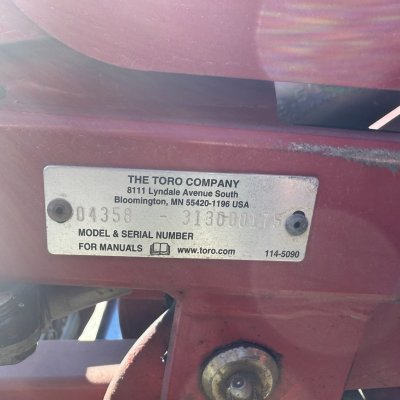 THE TORO COMPANY
8111 Lyndale Avenue South
Bloomington, MN 55420-1196 USA
04358 - 313000175
MODEL & SERIAL NUMBER
FOR MANUALS www.toro.com 114-5090